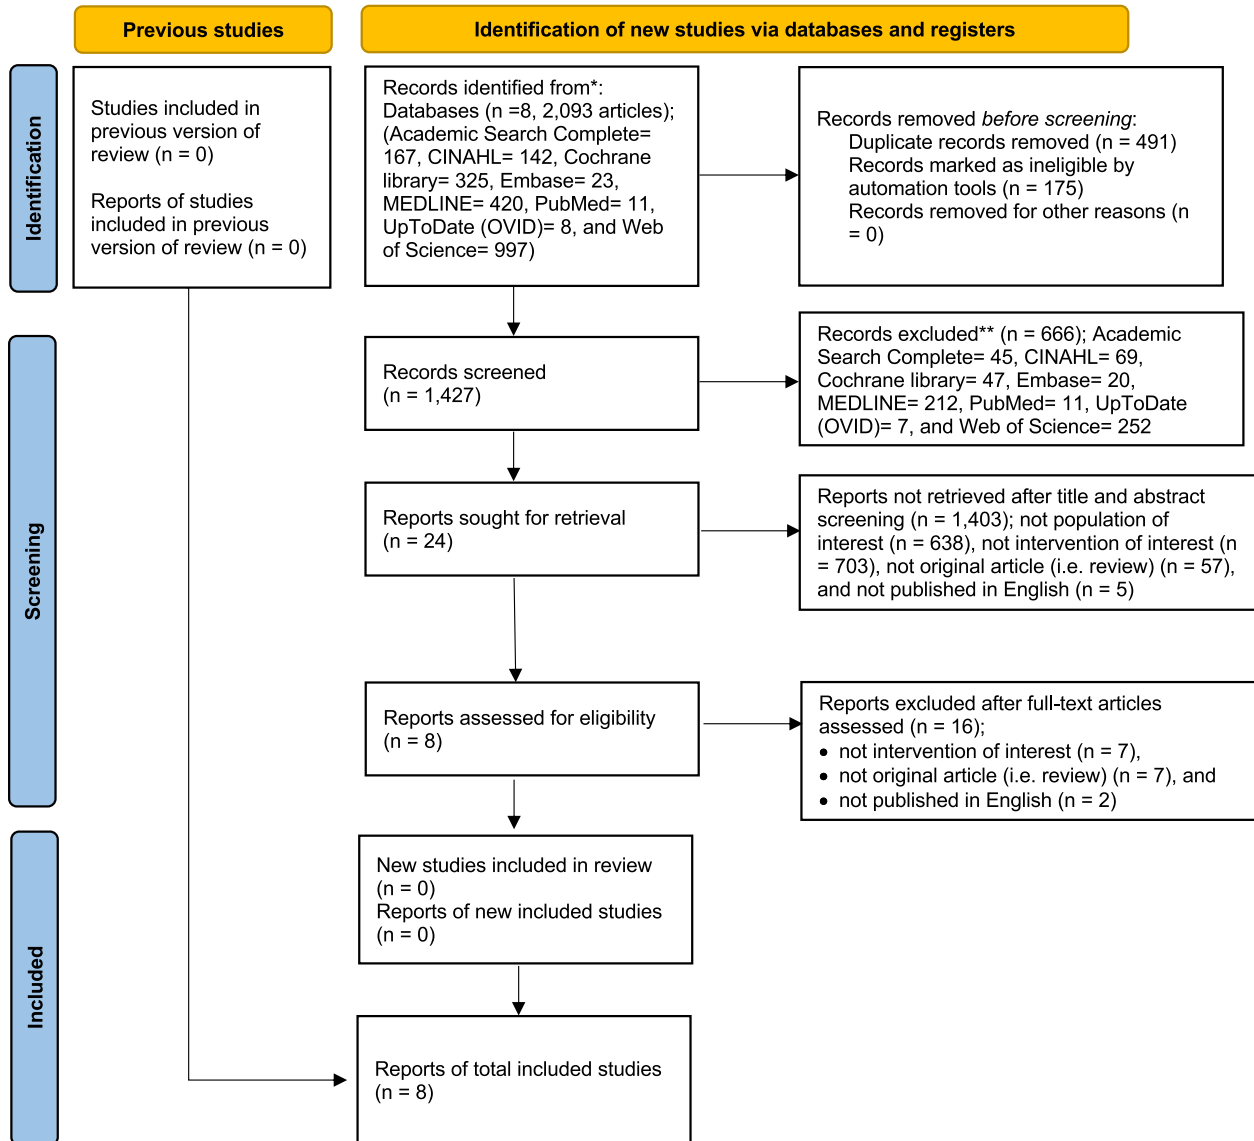 Previous studies
Identification of new studies via databases and registers
Identification
Studies included in
previous version of
review (n = 0)
Reports of studies
included in previous
version of review (n = 0)
Records identified from*:
Databases (n =8, 2,093 articles);
(Academic Search Complete=
167, CINAHL= 142, Cochrane
library= 325, Embase= 23,
MEDLINE= 420, PubMed= 11,
UpToDate (OVID)= 8, and Web
of Science= 997)
Records removed before screening:
Duplicate records removed (n = 491)
Records marked as ineligible by
automation tools (n = 175)
Records removed for other reasons (n
= 0)
Screening
Records screened
(n = 1,427)
Records excluded** (n = 666); Academic
Search Complete= 45, CINAHL= 69,
Cochrane library= 47, Embase= 20,
MEDLINE= 212, PubMed= 11, UpToDate
(OVID)= 7, and Web of Science= 252
Reports sought for retrieval
(n = 24)
Reports not retrieved after title and abstract
screening (n = 1,403); not population of
interest (n = 638), not intervention of interest (n
= 703), not original article (i.e. review) (n = 57),
and not published in English (n = 5)
Reports assessed for eligibility
(n = 8)
Reports excluded after full-text articles
assessed (n = 16);
• not intervention of interest (n = 7),
• not original article (i.e. review) (n = 7), and
• not published in English (n = 2)
Included
New studies included in review
(n = 0)
Reports of new included studies
(n = 0)
Reports of total included studies
(n = 8)